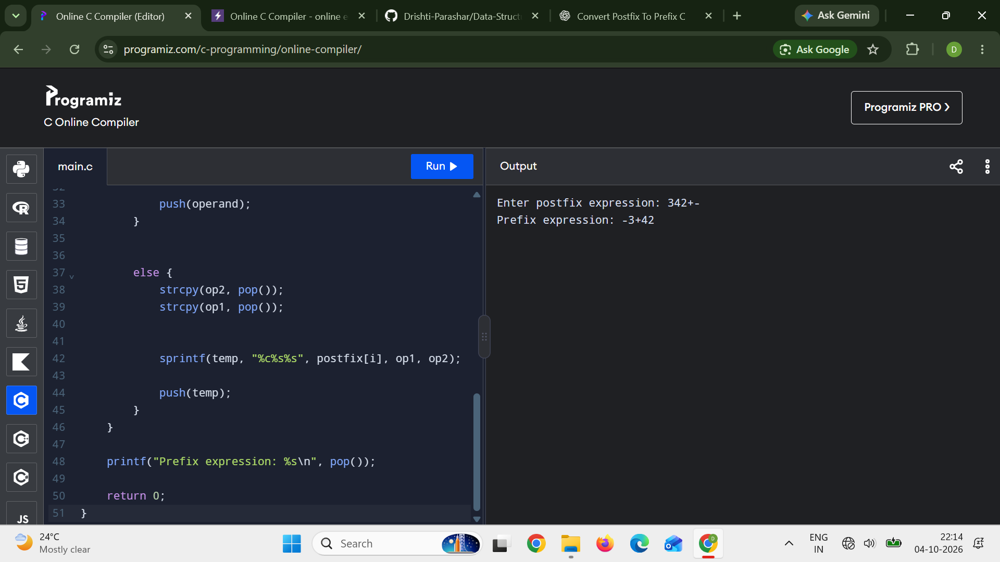 Online C Compiler (Editor)
Online C Compiler - online e
Drishti-Parashar/Data-Struct
Convert Postfix To Prefix C
Ask Gemini
programiz.com/c-programming/online-compiler/
Ask Google
D
Programiz
C Online Compiler
Programiz PRO
main.c
Run
Output
32
33 push(operand);
34 }
35
36
37 else {
38 strcpy(op2, pop());
39 strcpy(op1, pop());
40
41
42 sprintf(temp, "%c%s%s", postfix[i], op1, op2);
43
44 push(temp);
45 }
46 }
47
48 printf("Prefix expression: %s\n", pop());
49
50 return 0;
51 }
Enter postfix expression: 342+-
Prefix expression: -3+42
JS
24°C
Mostly clear
Search
ENG
IN
22:14
04-10-2026